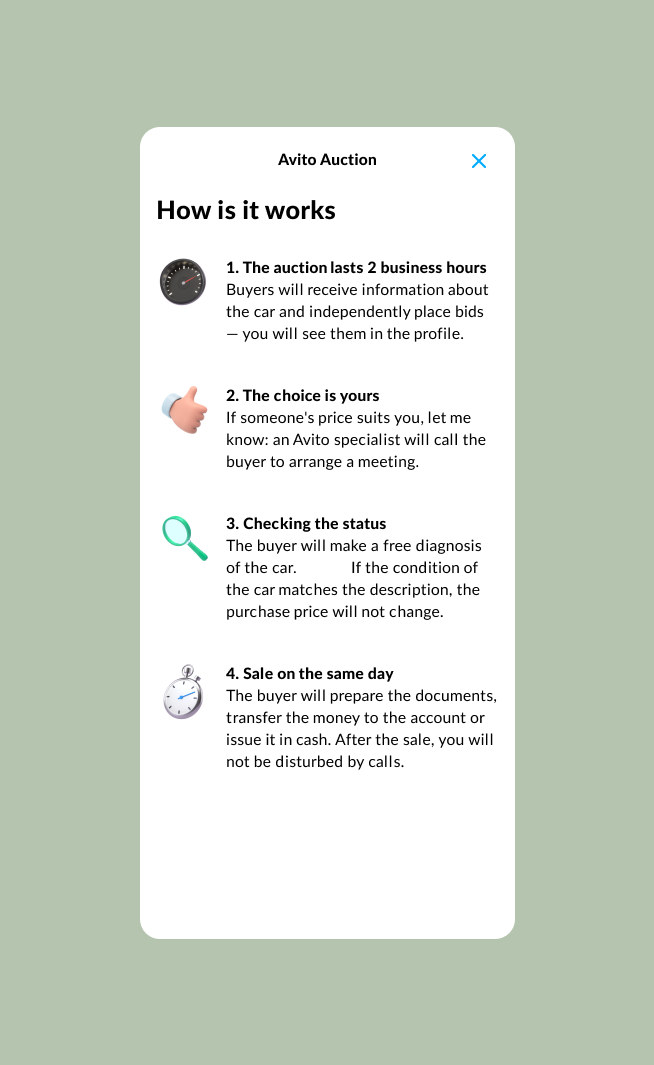 Avito Auction
How is it works
1. The auction lasts 2 business hours
Buyers will receive information about
the car and independently place bids
— you will see them in the profile.
2. The choice is yours
If someone's price suits you, let me
know: an Avito specialist will call the
buyer to arrange a meeting.
3. Checking the status
The buyer will make a free diagnosis
of the car. If the condition of
the car matches the description, the
purchase price will not change.
4. Sale on the same day
The buyer will prepare the documents,
transfer the money to the account or
issue it in cash. After the sale, you will
not be disturbed by calls.